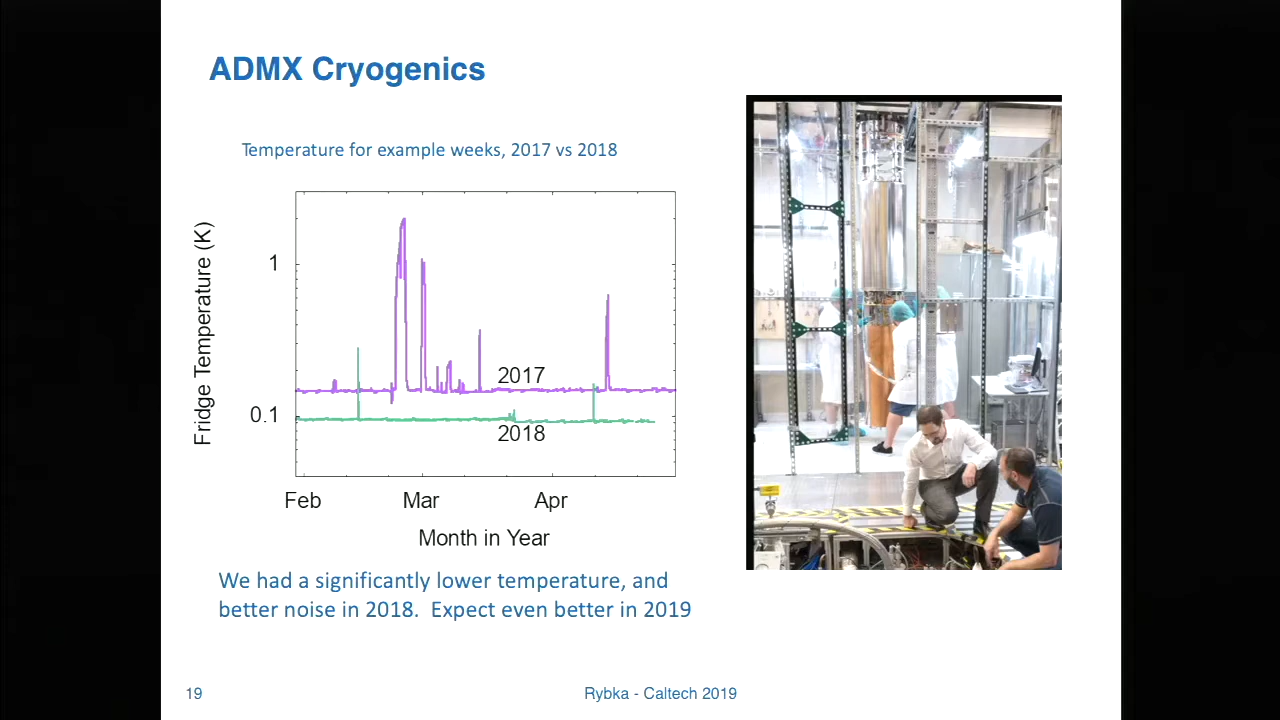 ADMX Cryogenics
Temperature for example weeks, 2017 vs 2018
Fridge Temperature (K)
1
0.1
2017
2018
Feb Mar Apr
Month in Year
We had a significantly lower temperature, and
better noise in 2018. Expect even better in 2019
19
Rybka - Caltech 2019